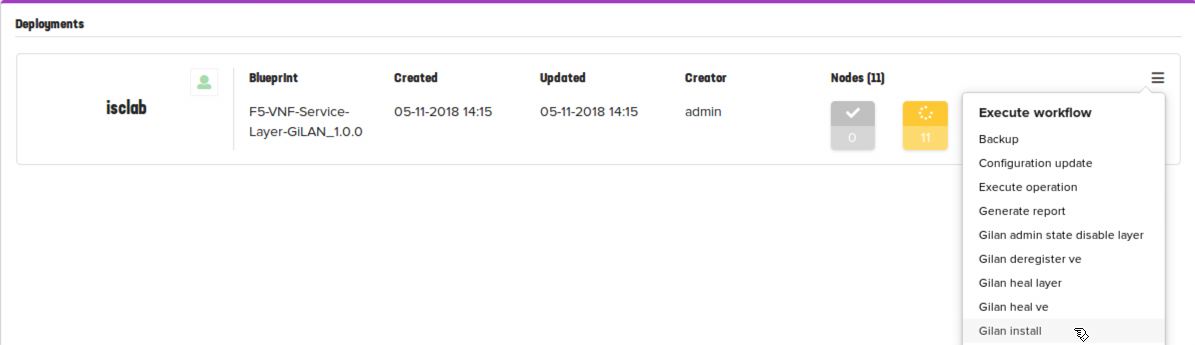 Deployments
isclab
Blueprint
F5-VNF-Service-
Layer-GiLAN_1.0.0
Created
05-11-2018 14:15
Updated
05-11-2018 14:15
Creator
admin
Nodes (11)
0
11
Execute workflow
Backup
Configuration update
Execute operation
Generate report
Gilan admin state disable layer
Gilan deregister ve
Gilan heal layer
Gilan heal ve
Gilan install